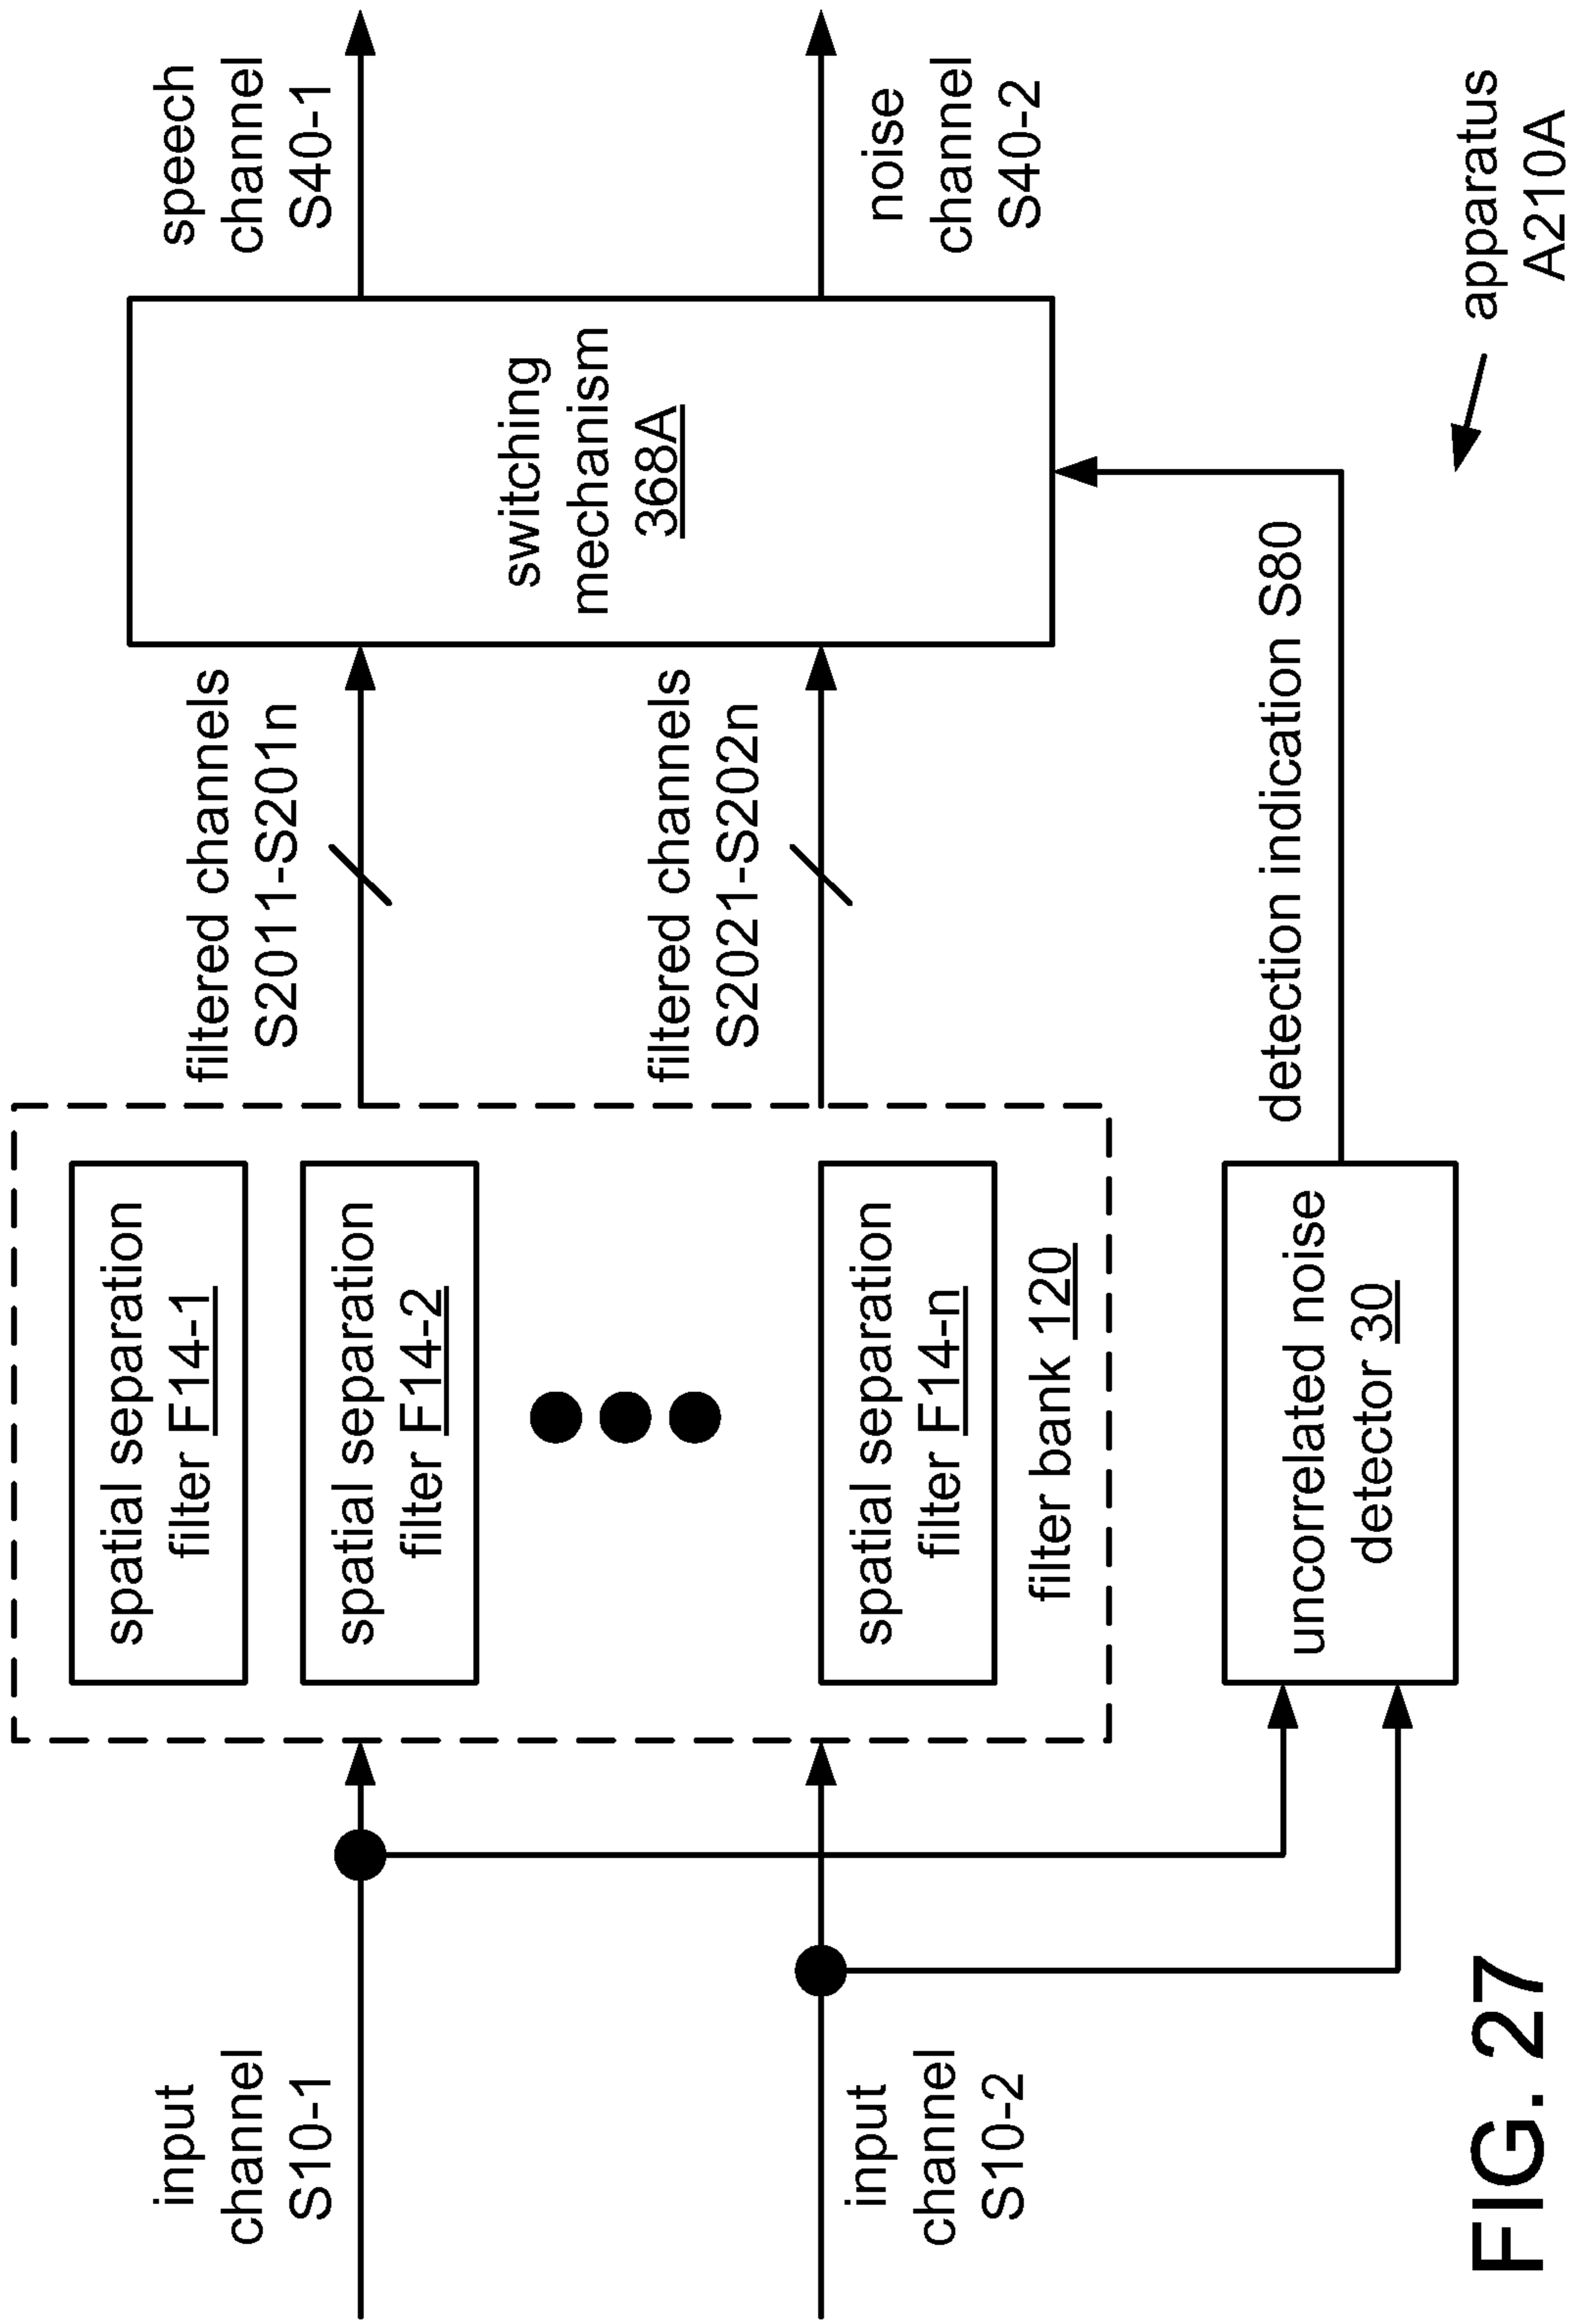 input
channel
S10-1
input
channel
S10-2
spatial separation
filter F14-1
spatial separation
filter F14-2
spatial separation
filter F14-n
filter bank 120
uncorrelated noise
detector 30
filtered channels
S2011-S201n
filtered channels
S2021-S202n
detection indication S80
switching
mechanism
368A
speech
channel
S40-1
noise
channel
S40-2
apparatus
A210A
FIG. 27